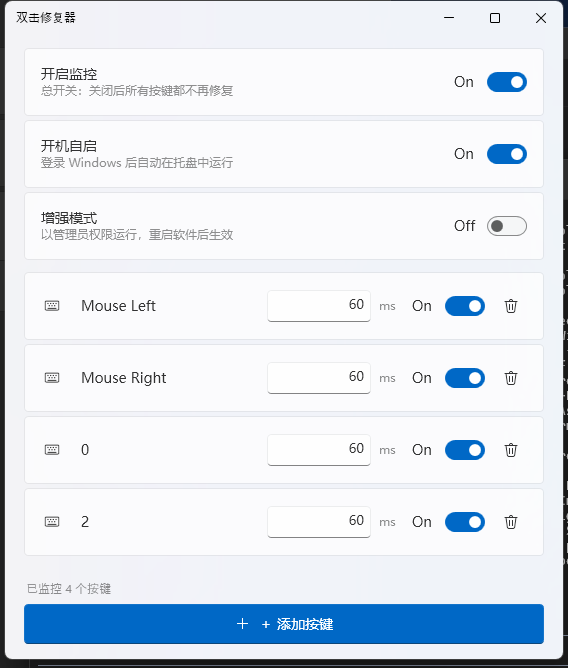 双击修复器
开启监控
总开关：关闭后所有按键都不再修复
On
开机自启
登录 Windows 后自动在托盘中运行
On
增强模式
以管理员权限运行，重启软件后生效
Off
Mouse Left 60 ms On
Mouse Right 60 ms On
0 60 ms On
2 60 ms On
已监控 4 个按键
+ + 添加按键